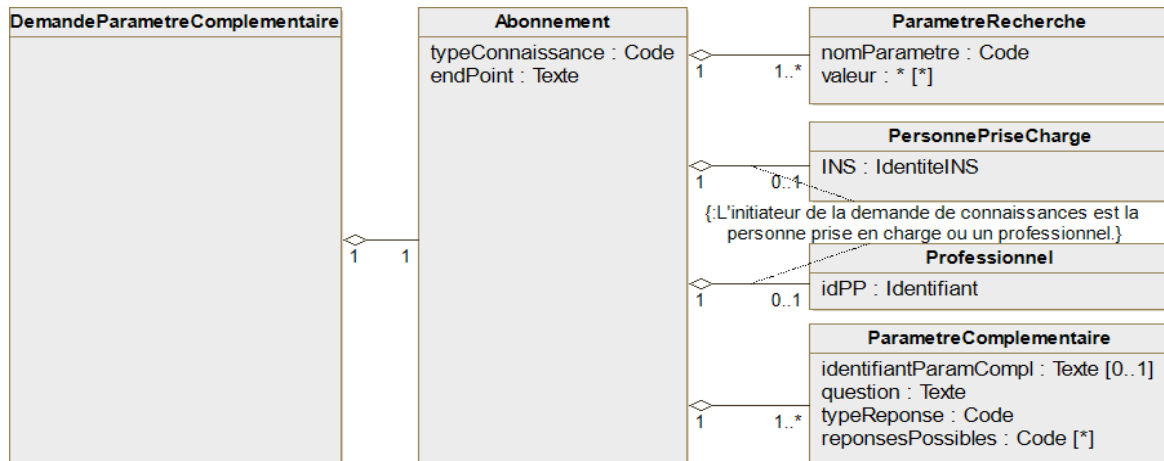 DemandeParametreComplementaire
1
1
Abonnement
typeConnaissance : Code
endPoint : Texte
1
1..*
ParametreRecherche
nomParametre : Code
valeur : * [*]
1
0..1
PersonnePriseCharge
INS : IdentiteINS
{:L'initiateur de la demande de connaissances est la
personne prise en charge ou un professionnel.}
1
0..1
Professionnel
idPP : Identifiant
1
1..*
ParametreComplementaire
identifiantParamCompl : Texte [0..1]
question : Texte
typeReponse : Code
reponsesPossibles : Code [*]